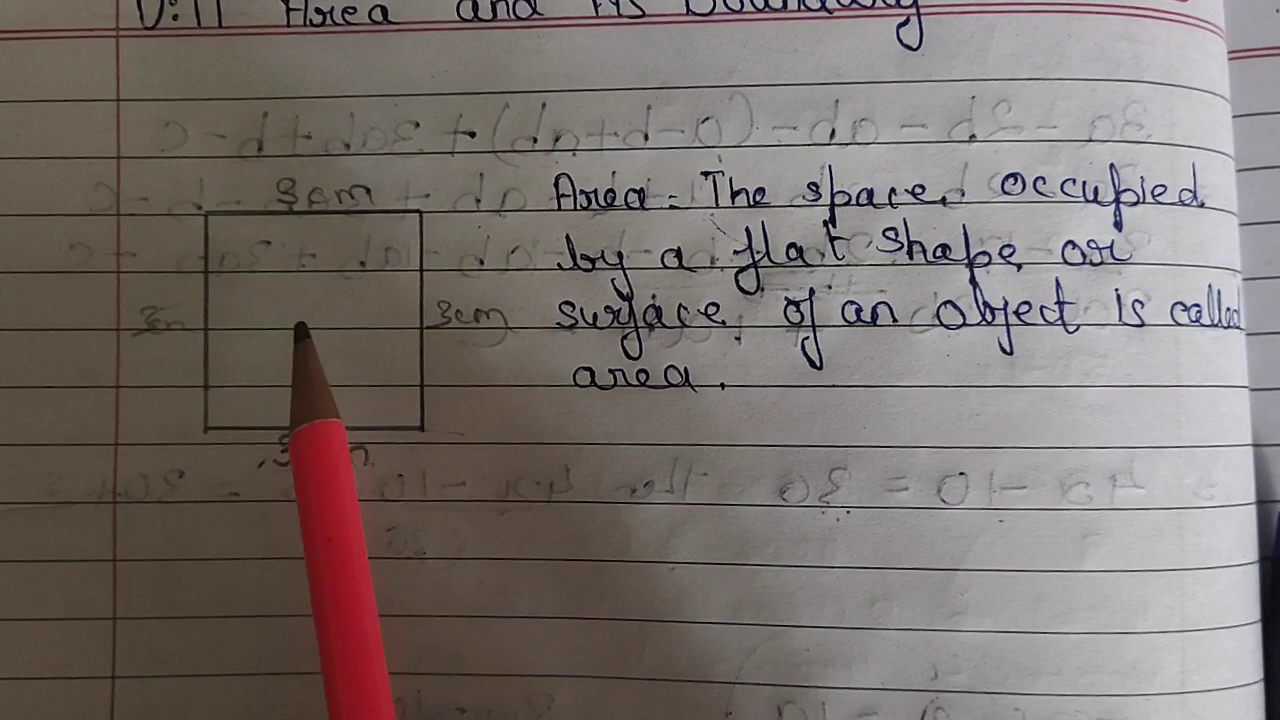 U:11 Area and its boundary
3cm
Area - The space occupied
by a flat shape or
3cm surface of an object is called
area.